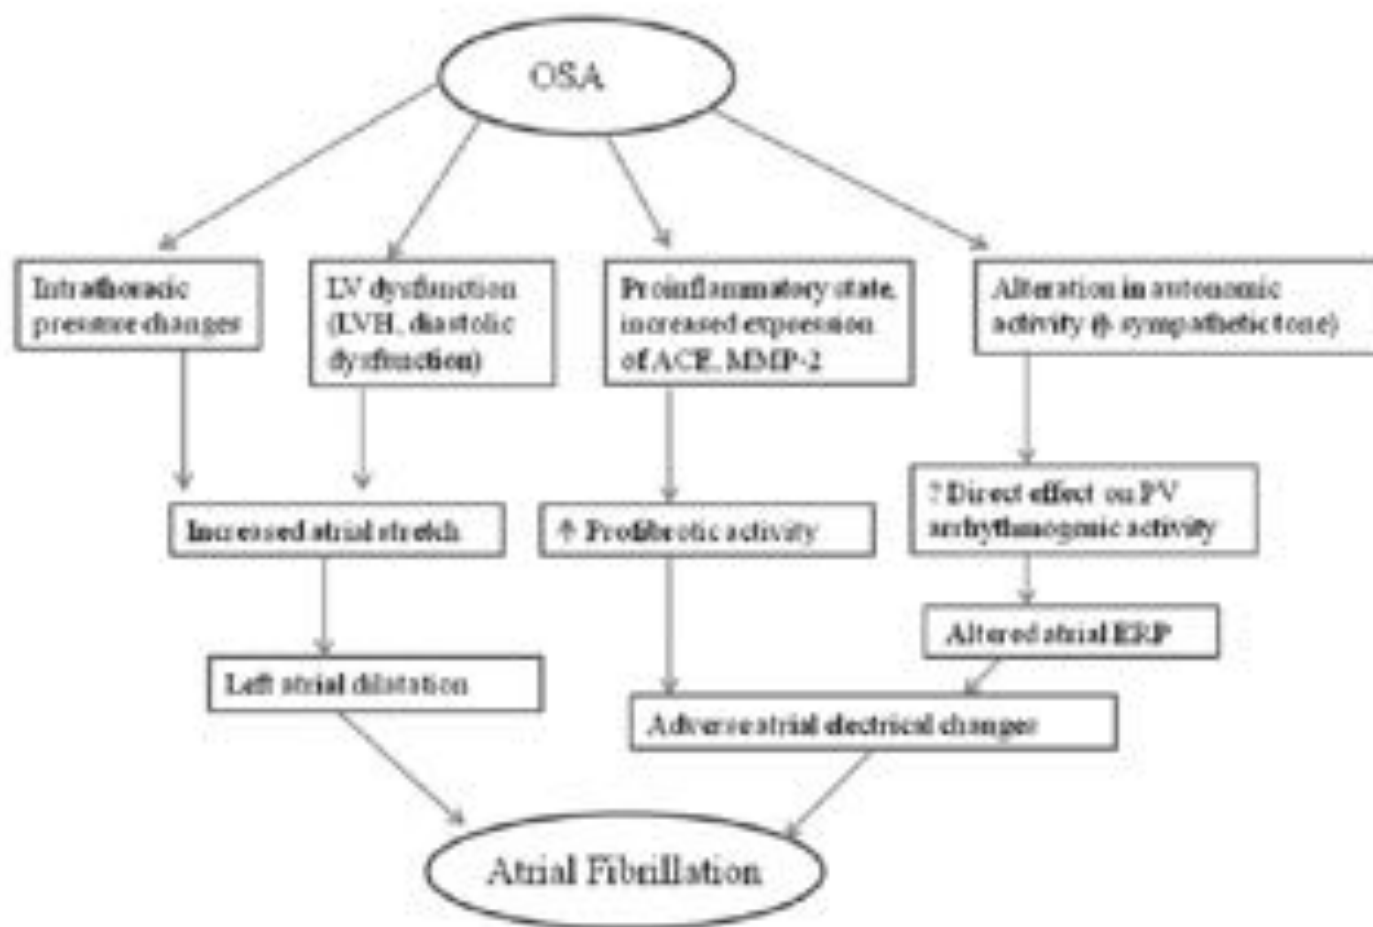 OSA
Intrathoracic
pressure changes
LV dysfunction
(LVH, diastolic
dysfunction)
Proinflammatory state,
increased expression
of ACE, MMP-2
Alteration in autonomic
activity (↑ sympathetic tone)
Increased atrial stretch
↑ Profibrotic activity
? Direct effect on PV
arrhythmogenic activity
Altered atrial ERP
Left atrial dilatation
Adverse atrial electrical changes
Atrial Fibrillation